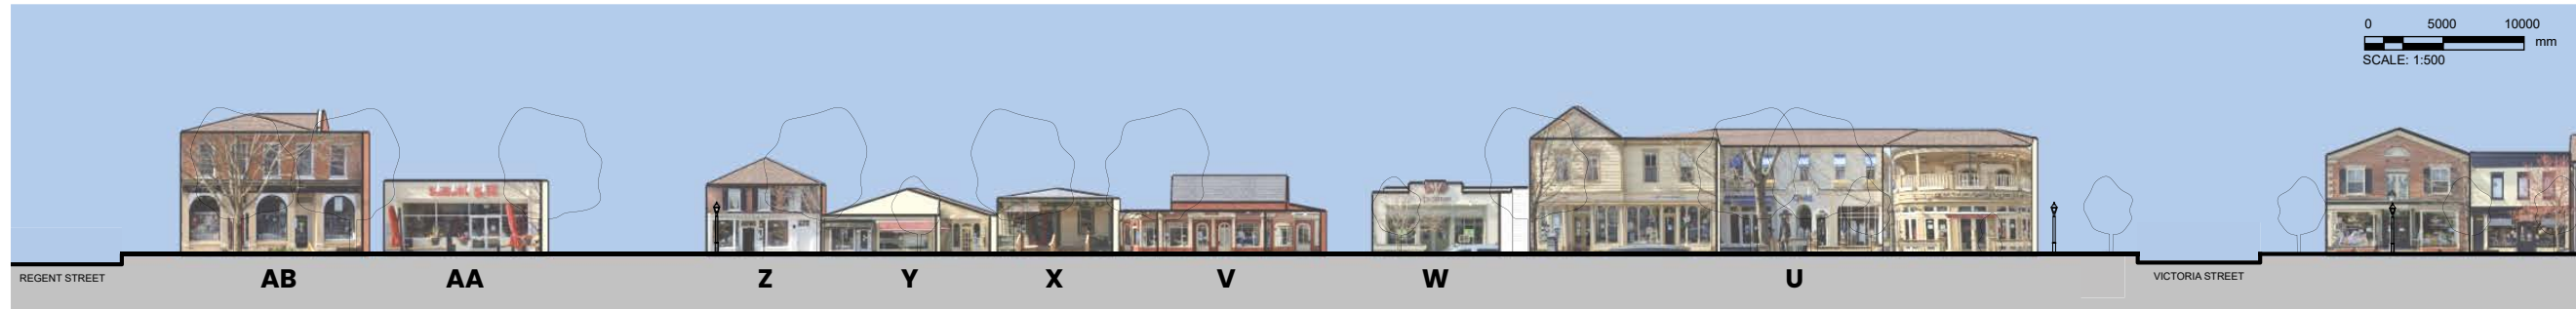 0 5000 10000
mm
SCALE: 1:500
REGENT STREET
AB
AA
Z
Y
X
V
W
U
VICTORIA STREET